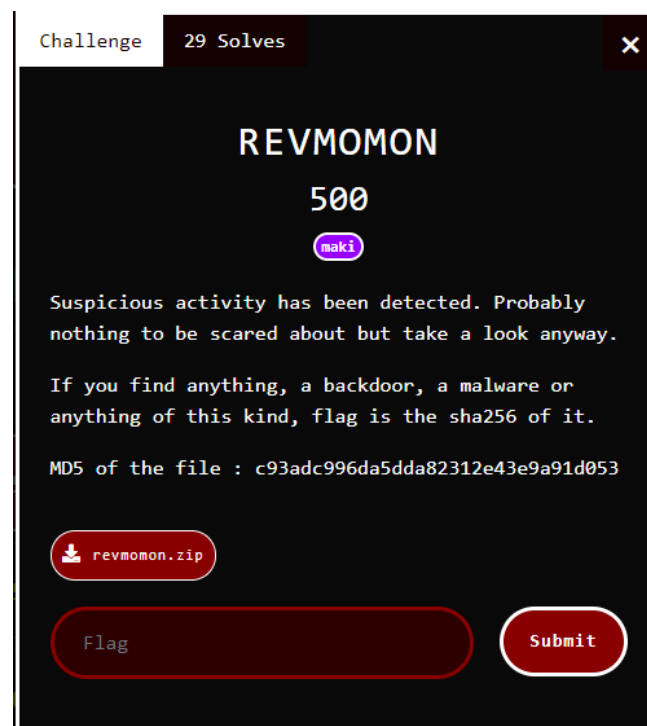 Challenge 29 Solves ×
REVMOMON
500
maki
Suspicious activity has been detected. Probably
nothing to be scared about but take a look anyway.
If you find anything, a backdoor, a malware or
anything of this kind, flag is the sha256 of it.
MD5 of the file : c93adc996da5dda82312e43e9a91d053
revmomon.zip
Flag Submit